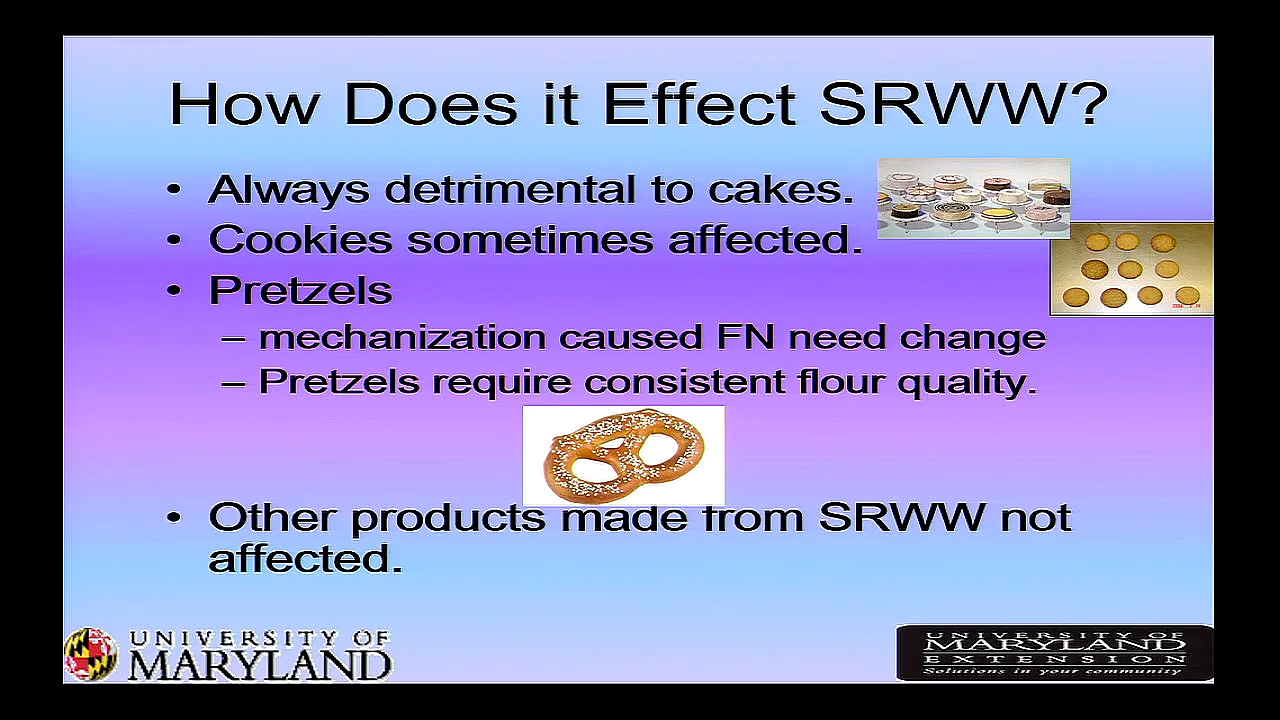 How Does it Effect SRWW?
• Always detrimental to cakes.
• Cookies sometimes affected.
• Pretzels
– mechanization caused FN need change
– Pretzels require consistent flour quality.
• Other products made from SRWW not
affected.
UNIVERSITY OF
MARYLAND
UNIVERSITY OF
MARYLAND
EXTENSION
Solutions in your community